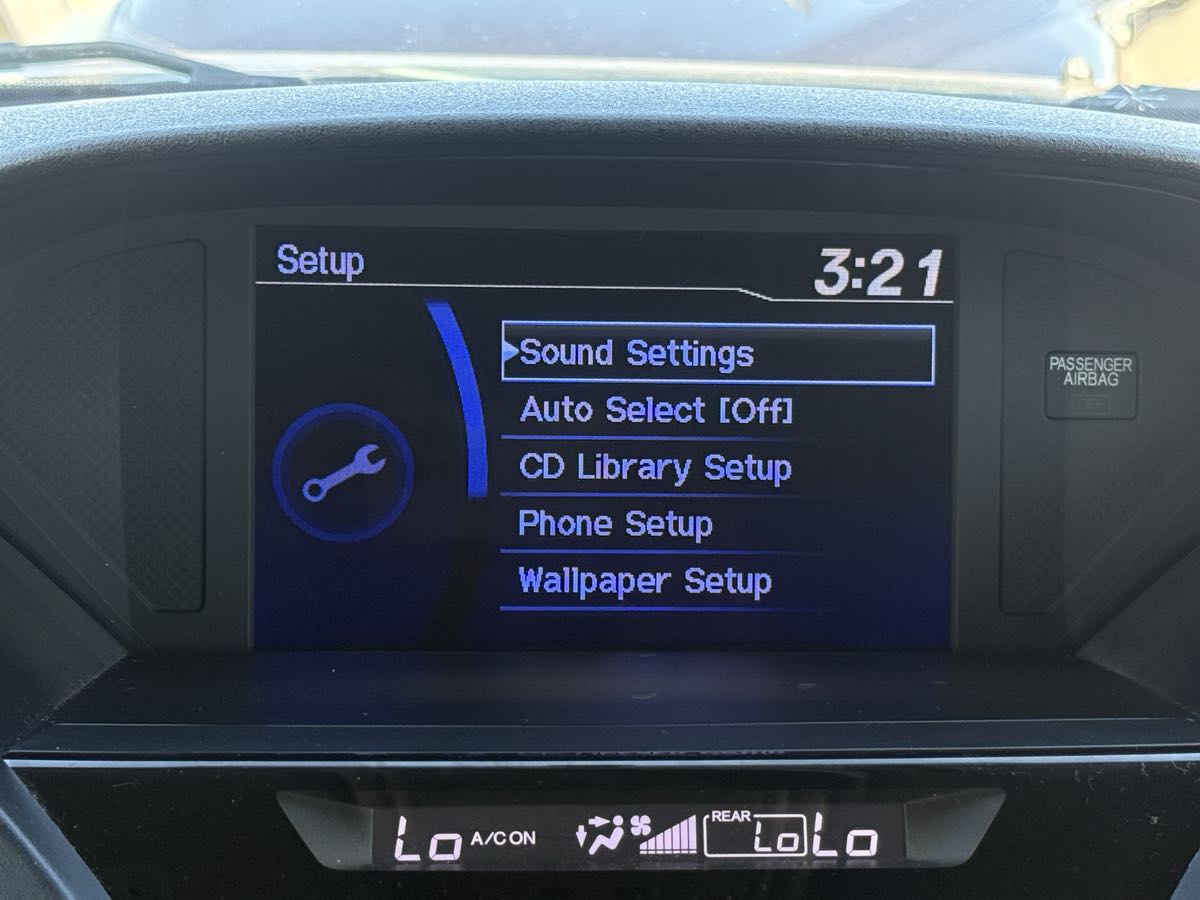 Setup
3:21
Sound Settings
Auto Select [Off]
CD Library Setup
Phone Setup
Wallpaper Setup
PASSENGER
AIRBAG
OFF
Lo A/C ON REAR Lo Lo